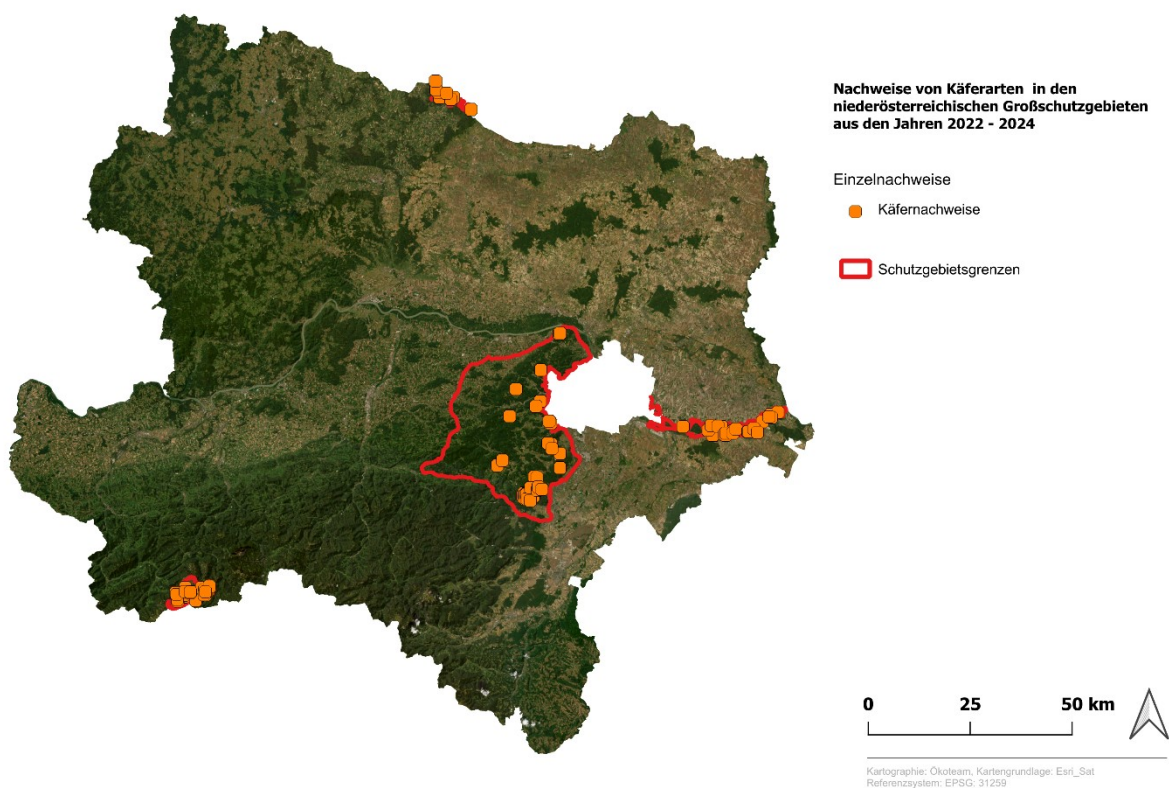 Nachweise von Käferarten in den
niederösterreichischen Großschutzgebieten
aus den Jahren 2022 - 2024
Einzelnachweise
Käfernachweise
Schutzgebietsgrenzen
0 25 50 km
Kartographie: Ökoteam, Kartengrundlage: Esri_Sat
Referenzsystem: EPSG: 31259